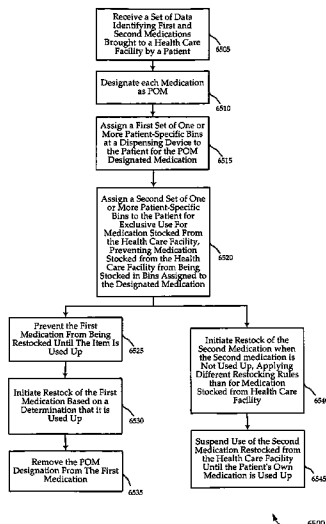 Receive a Set of Data
Identifying First and
Second Medications
Brought to a Health Care
Facility by a Patient
6505
Designate each Medication
as POM
6510
Assign a First Set of One or
More Patient-Specific Bins
at a Dispensing Device to
the Patient for the POM
Designated Medication
6515
Assign a Second Set of One
or More Patient-Specific
Bins to the Patient for
Exclusive Use For
Medication Stocked From
the Health Care Facility,
Preventing Medication
Stocked from the Health
Care Facility from Being
Stocked in Bins Assigned to
the Designated Medication
6520
Prevent the First
Medication From Being
Restocked Until The Item Is
Used Up
6525
Initiate Restock of the First
Medication Based on a
Determination that it is
Used Up
6530
Remove the POM
Designation From The First
Medication
6535
Initiate Restock of the
Second Medication when
the Second medication is
Not Used Up, Applying
Different Restocking Rules
than for Medication
Stocked from Health Care
Facility
6540
Suspend Use of the Second
Medication Restocked from
the Health Care Facility
Until the Patient's Own
Medication is Used Up
6545
6500